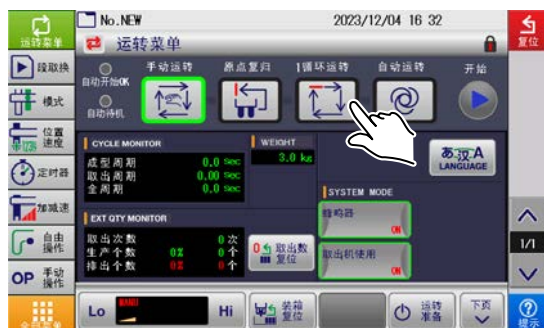 No.NEW
2023/12/04 16 32
运转菜单
复位
运转菜单
段取换
模式
位置
速度
定时器
加减速
自由
操作
OP 手动
操作
自动开始OK
自动待机
手动运转
原点复归
1循环运转
自动运转
开始
CYCLE MONITOR
成型周期 0.0 Sec
取出周期 0.00 Sec
全周期 0.0 Sec
WEIGHT
3.0 kg
あ汉A
LANGUAGE
EXT QTY MONITOR
取出次数 0次
生产个数 0% 0个
排出个数 0% 0个
取出数
复位
SYSTEM MODE
蜂鸣器
ON
取出机使用
ON
1/1
Lo
Hi
装箱
复位
运转
准备
下页
提示